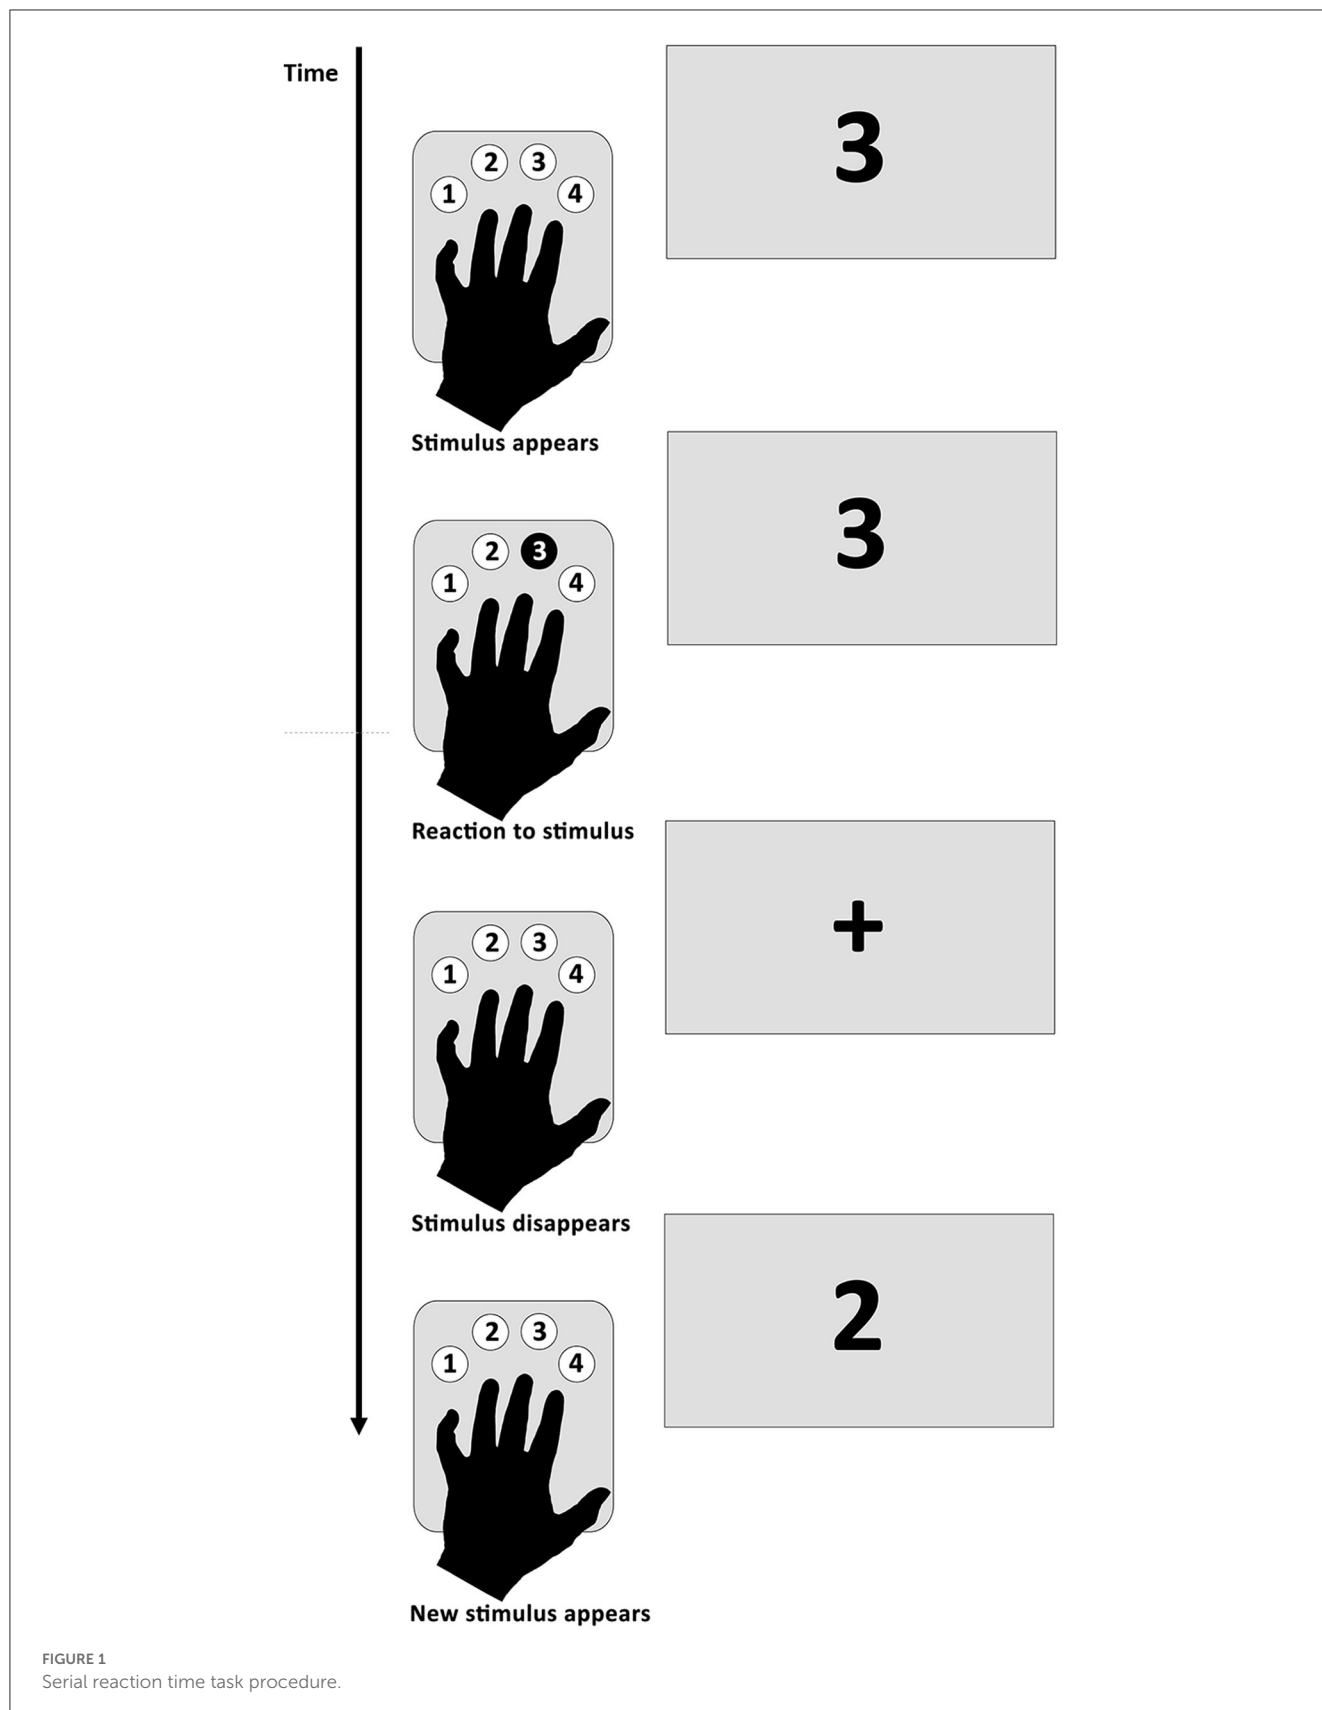 Time
3
2 3
1 4
Stimulus appears
3
2 3
1 4
Reaction to stimulus
+
2 3
1 4
Stimulus disappears
2
2 3
1 4
New stimulus appears
FIGURE 1
Serial reaction time task procedure.